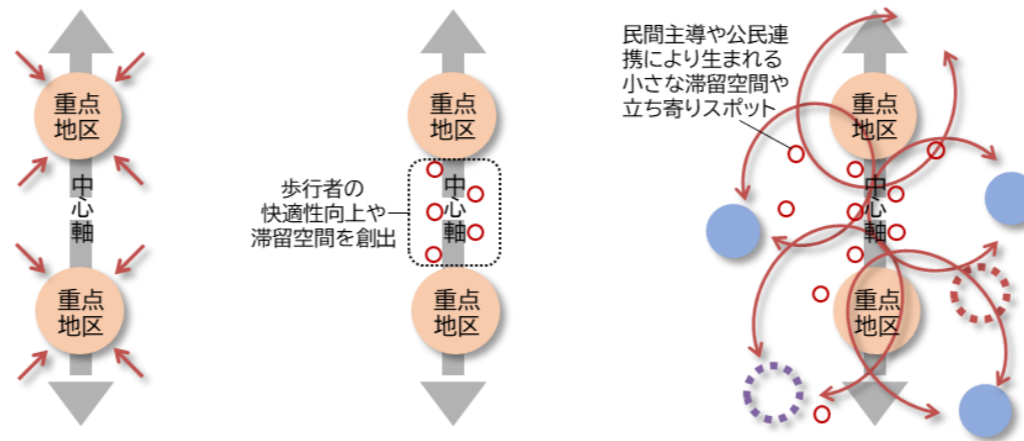 重点
地区
中
心
軸
重点
地区
重点
地区
歩行者の
快適性向上や
滞留空間を創出
中
心
軸
重点
地区
民間主導や公民連
携により生まれる
小さな滞留空間や
立ち寄りスポット
重点
地区
中
心
軸
重点
地区